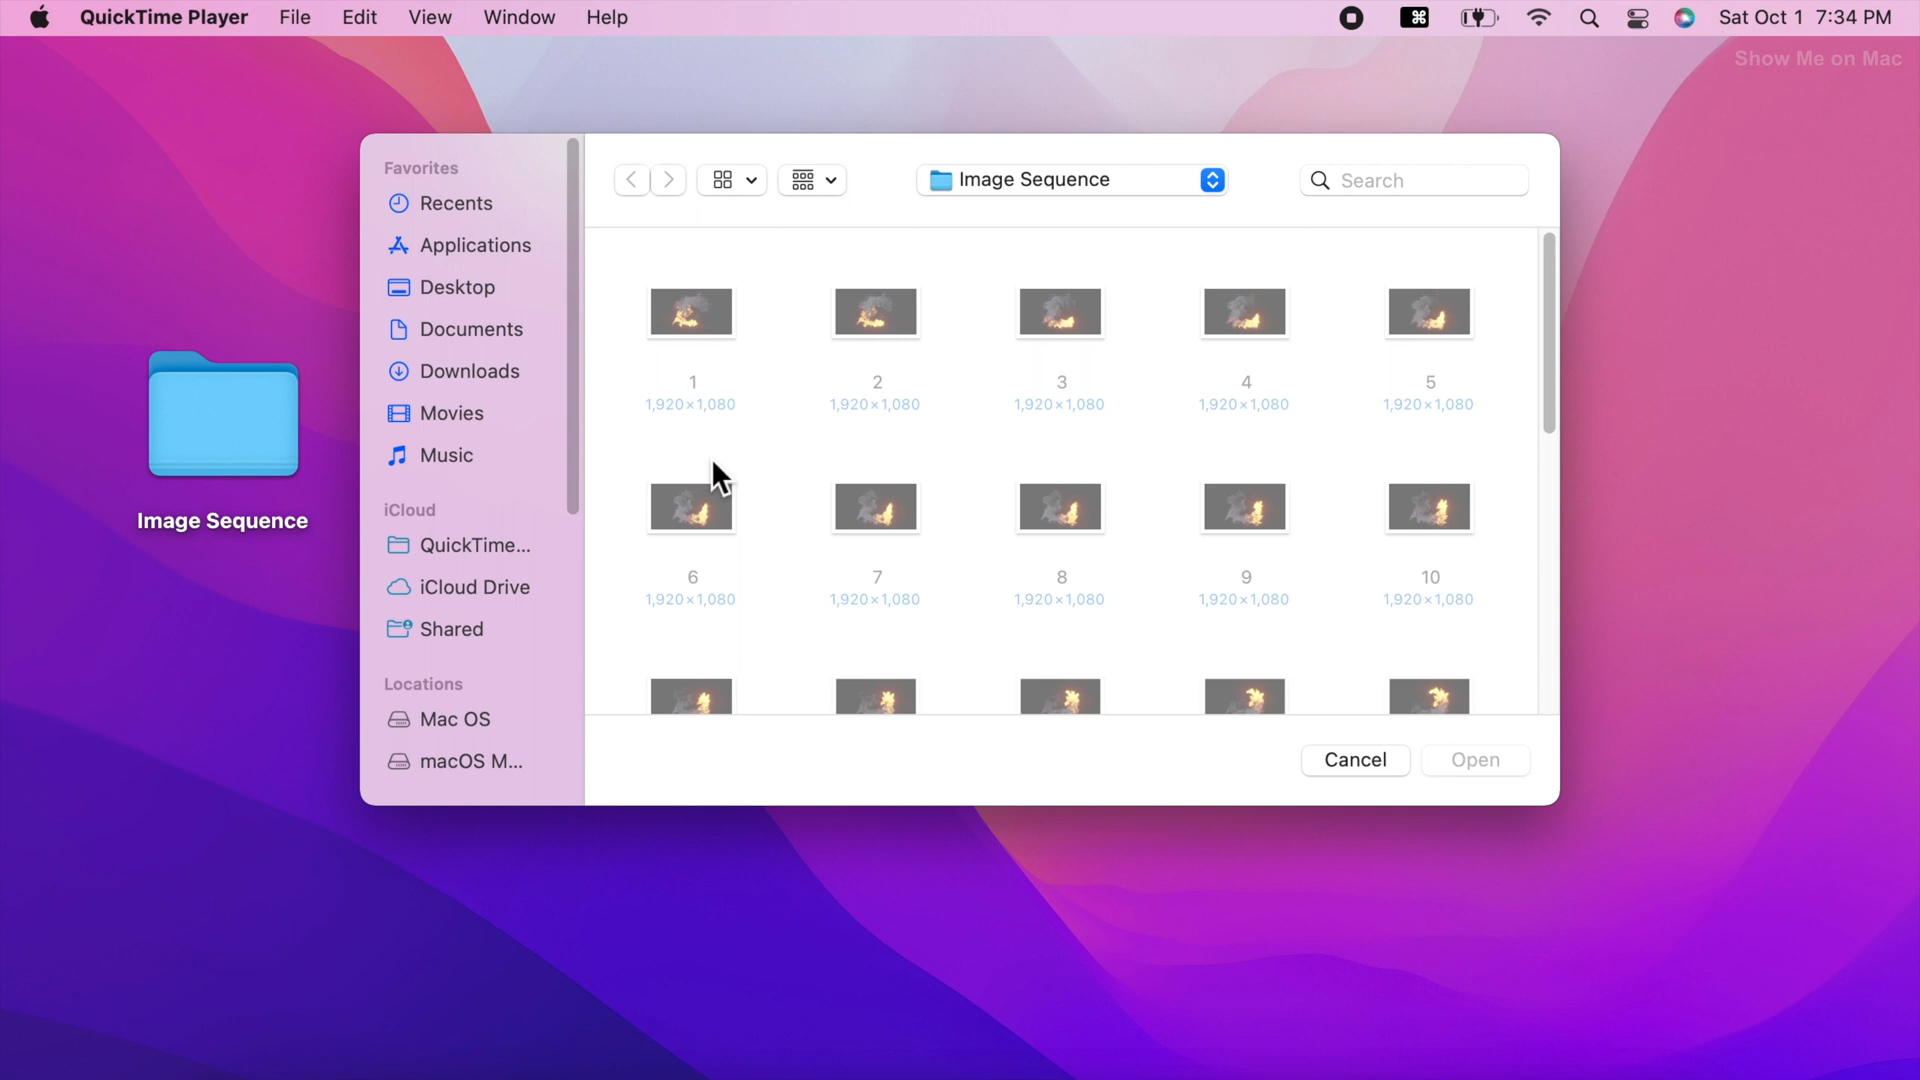 QuickTime Player File Edit View Window Help Sat Oct 1 7:34 PM
Show Me on Mac
Image Sequence
Favorites
Recents
Applications
Desktop
Documents
Downloads
Movies
Music
iCloud
QuickTime...
iCloud Drive
Shared
Locations
Mac OS
macOS M...
Image Sequence
Search
1 2 3 4 5
1,920×1,080 1,920×1,080 1,920×1,080 1,920×1,080 1,920×1,080
6 7 8 9 10
1,920×1,080 1,920×1,080 1,920×1,080 1,920×1,080 1,920×1,080
Cancel Open